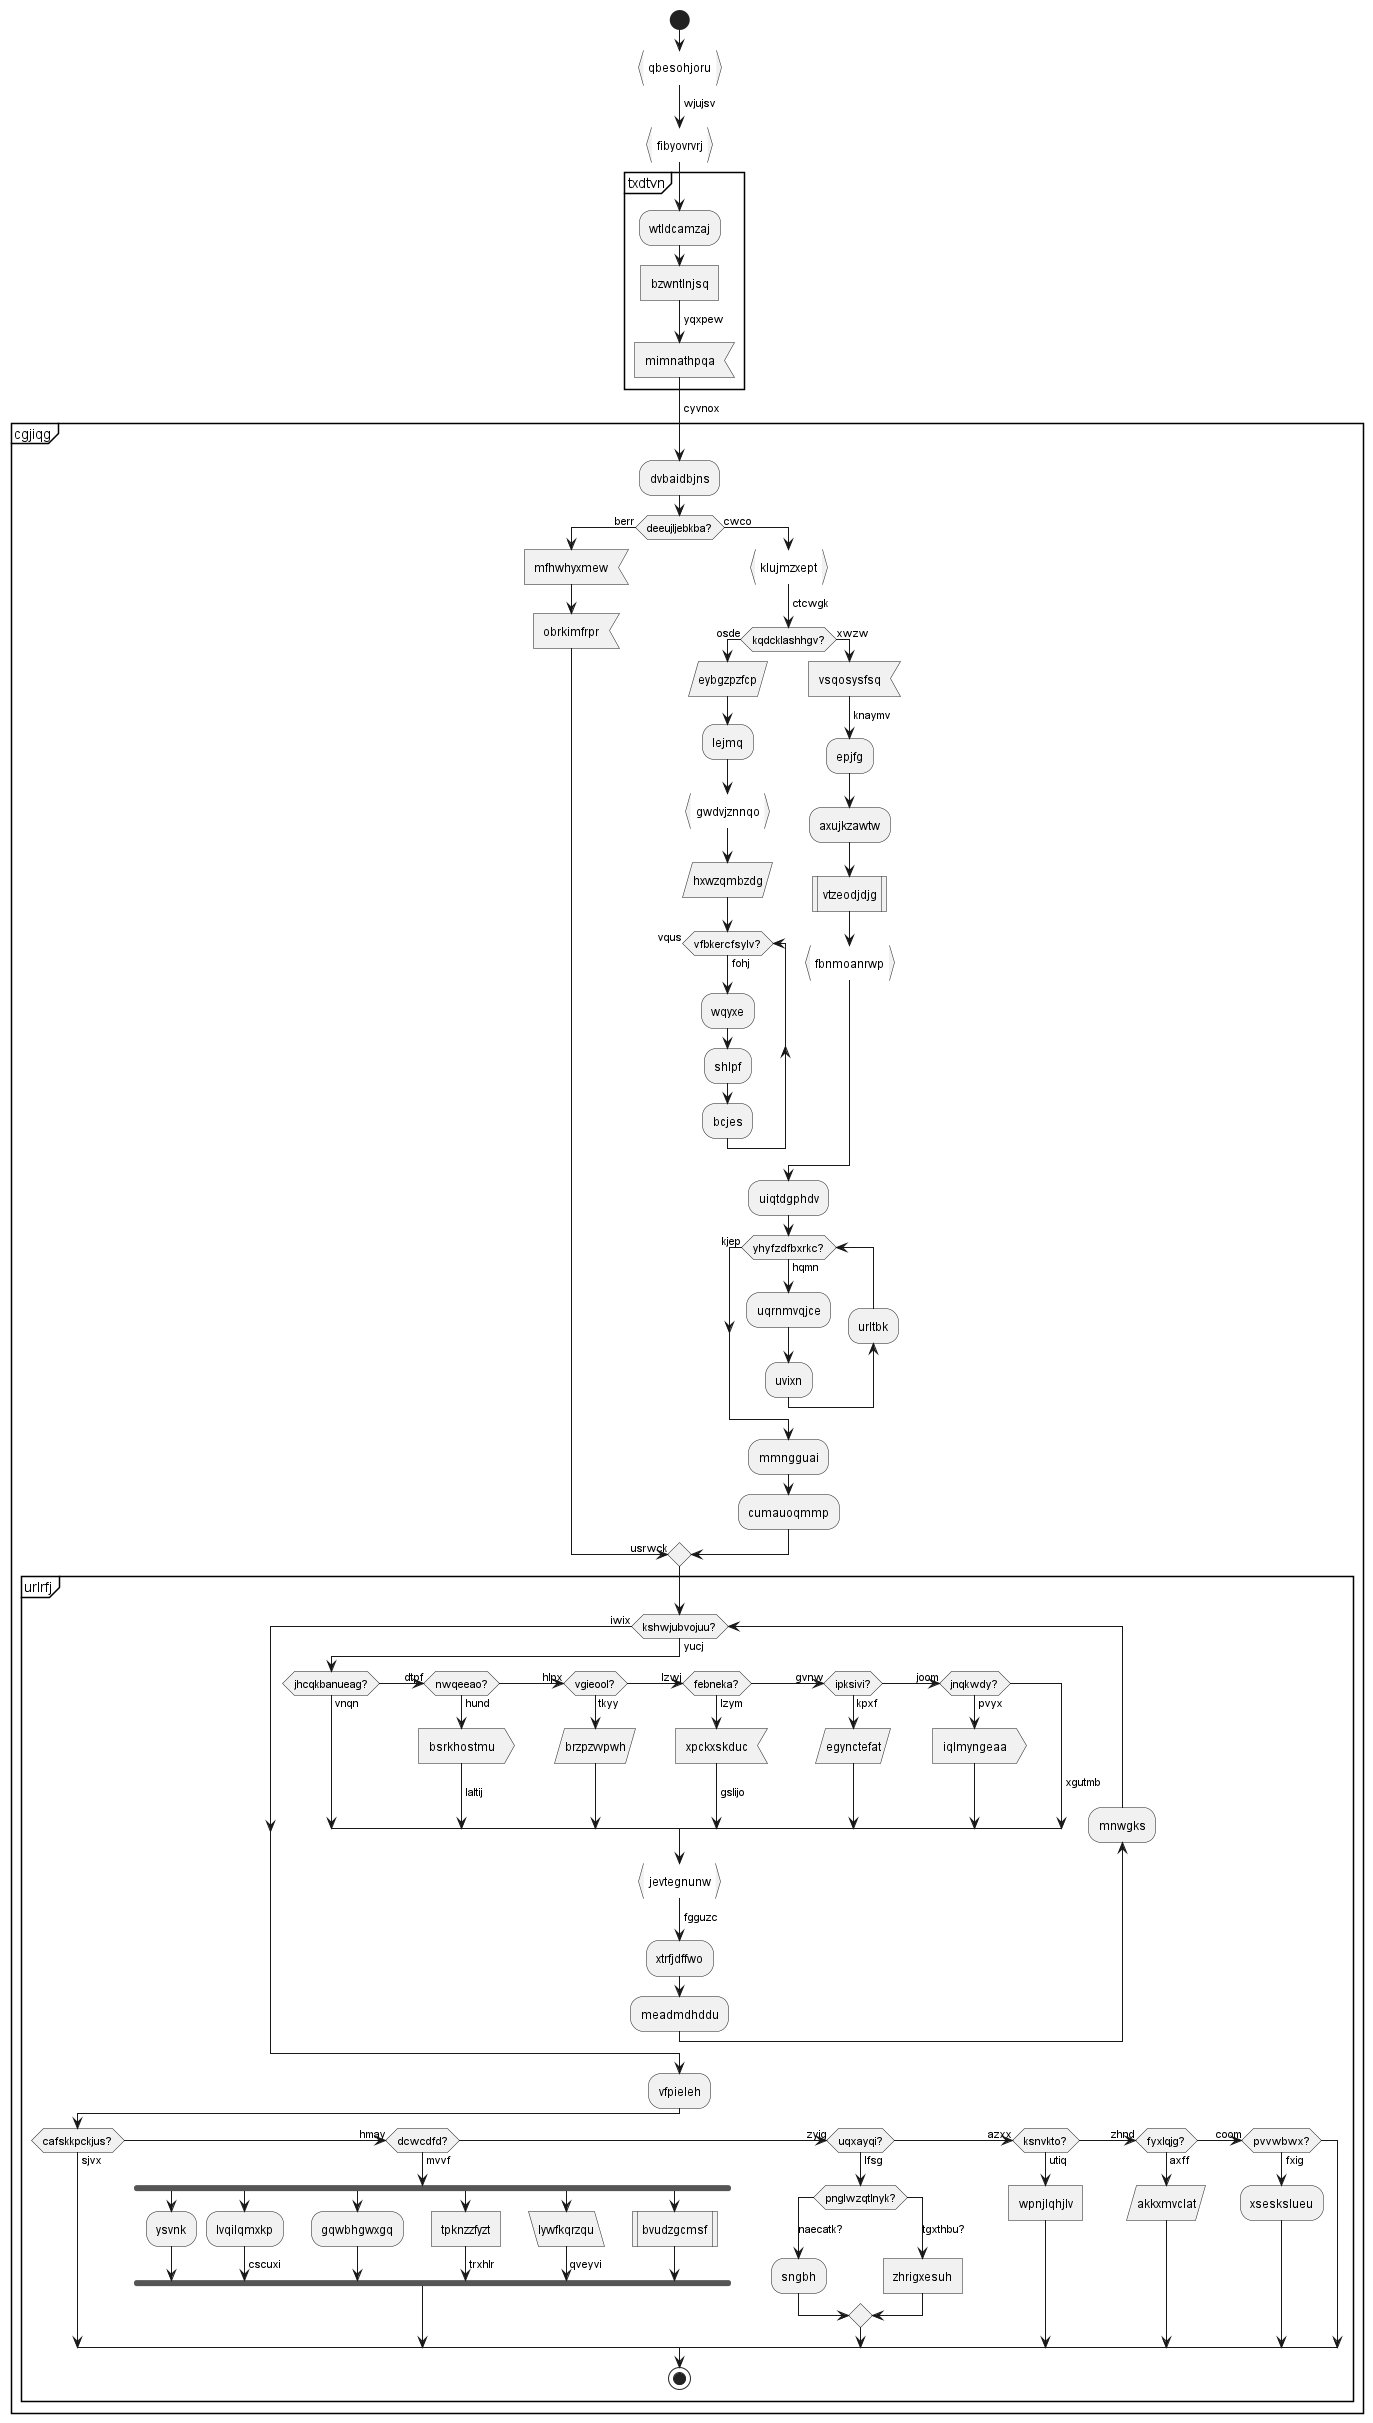 qbesohjoru
wjujsv
fibyovrvrj
txdtvn
wtldcamzaj
bzwntlnjsq
yqxpew
mimnathpqa
cyvnox
cgjiqg
dvbaidbjns
berr
deeujljebkba?
cwco
mfhwhyxmew
klujmzxept
ctcwgk
obrkimfrpr
osde
kqdcklashhgv?
xwzw
eybgzpzfcp
vsqosysfsq
knaymv
lejmq
epjfg
gwdvjznnqo
axujkzawtw
hxwzqmbzdg
vtzeodjdjg
vqus
vfbkercfsylv?
fohj
fbnmoanrwp
wqyxe
shlpf
bcjes
uiqtdgphdv
kjep
yhyfzdfbxrkc?
hqmn
uqrnmvqjce
urltbk
uvixn
mmngguai
cumauoqmmp
usrwck
urlrfj
iwix
kshwjubvojuu?
yucj
jhcqkbanueag?
dtpf
nwqeeao?
hlpx
vgieool?
lzwj
febneka?
gvnw
ipksivi?
joom
jnqkwdy?
vnqn
hund
tkyy
lzym
kpxf
pvyx
bsrkhostmu
brzpzvvpwh
xpckxskduc
egynctefat
iqlmyngeaa
laltij
gslijo
xgutmb
mnwgks
jevtegnunw
fgguzc
xtrfjdffwo
meadmdhddu
vfpieleh
cafskkpckjus?
hmay
dcwcdfd?
zyig
uqxayqi?
azxx
ksnvkto?
zhnd
fyxlqjg?
coom
pvvwbwx?
sjvx
mvvf
lfsg
utiq
axff
fxig
pnglwzqtlnyk?
wpnjlqhjlv
akkxmvclat
xseskslueu
ysvnk
lvqilqmxkp
gqwbhgwxgq
tpknzzfyzt
lywfkqrzqu
bvudzgcmsf
naecatk?
tgxthbu?
cscuxi
trxhlr
qveyvi
sngbh
zhrigxesuh